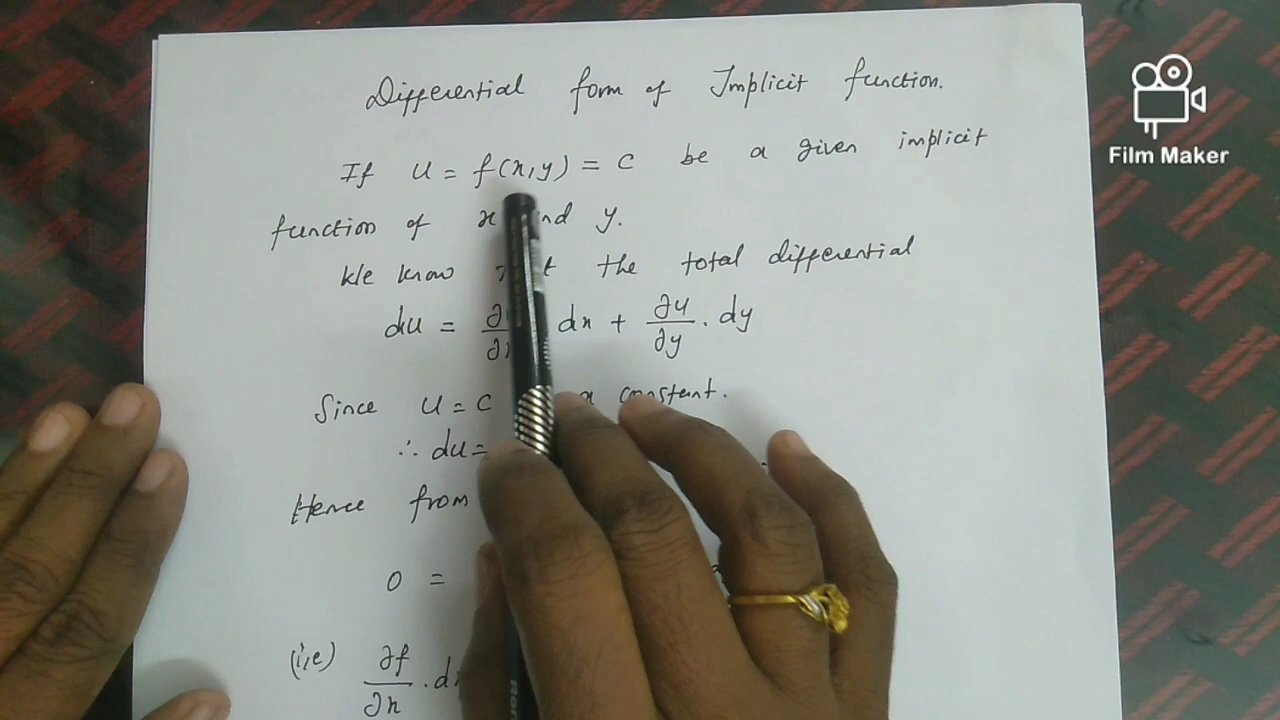 Differential form of Implicit function.
If u = f(x,y) = c be a given implicit
function of x and y.
We know the total differential
du = dx + ∂u/∂y . dy
Since u = c a constant.
∴ du =
Hence from
0 =
(i,e) ∂f/∂x .
Film Maker